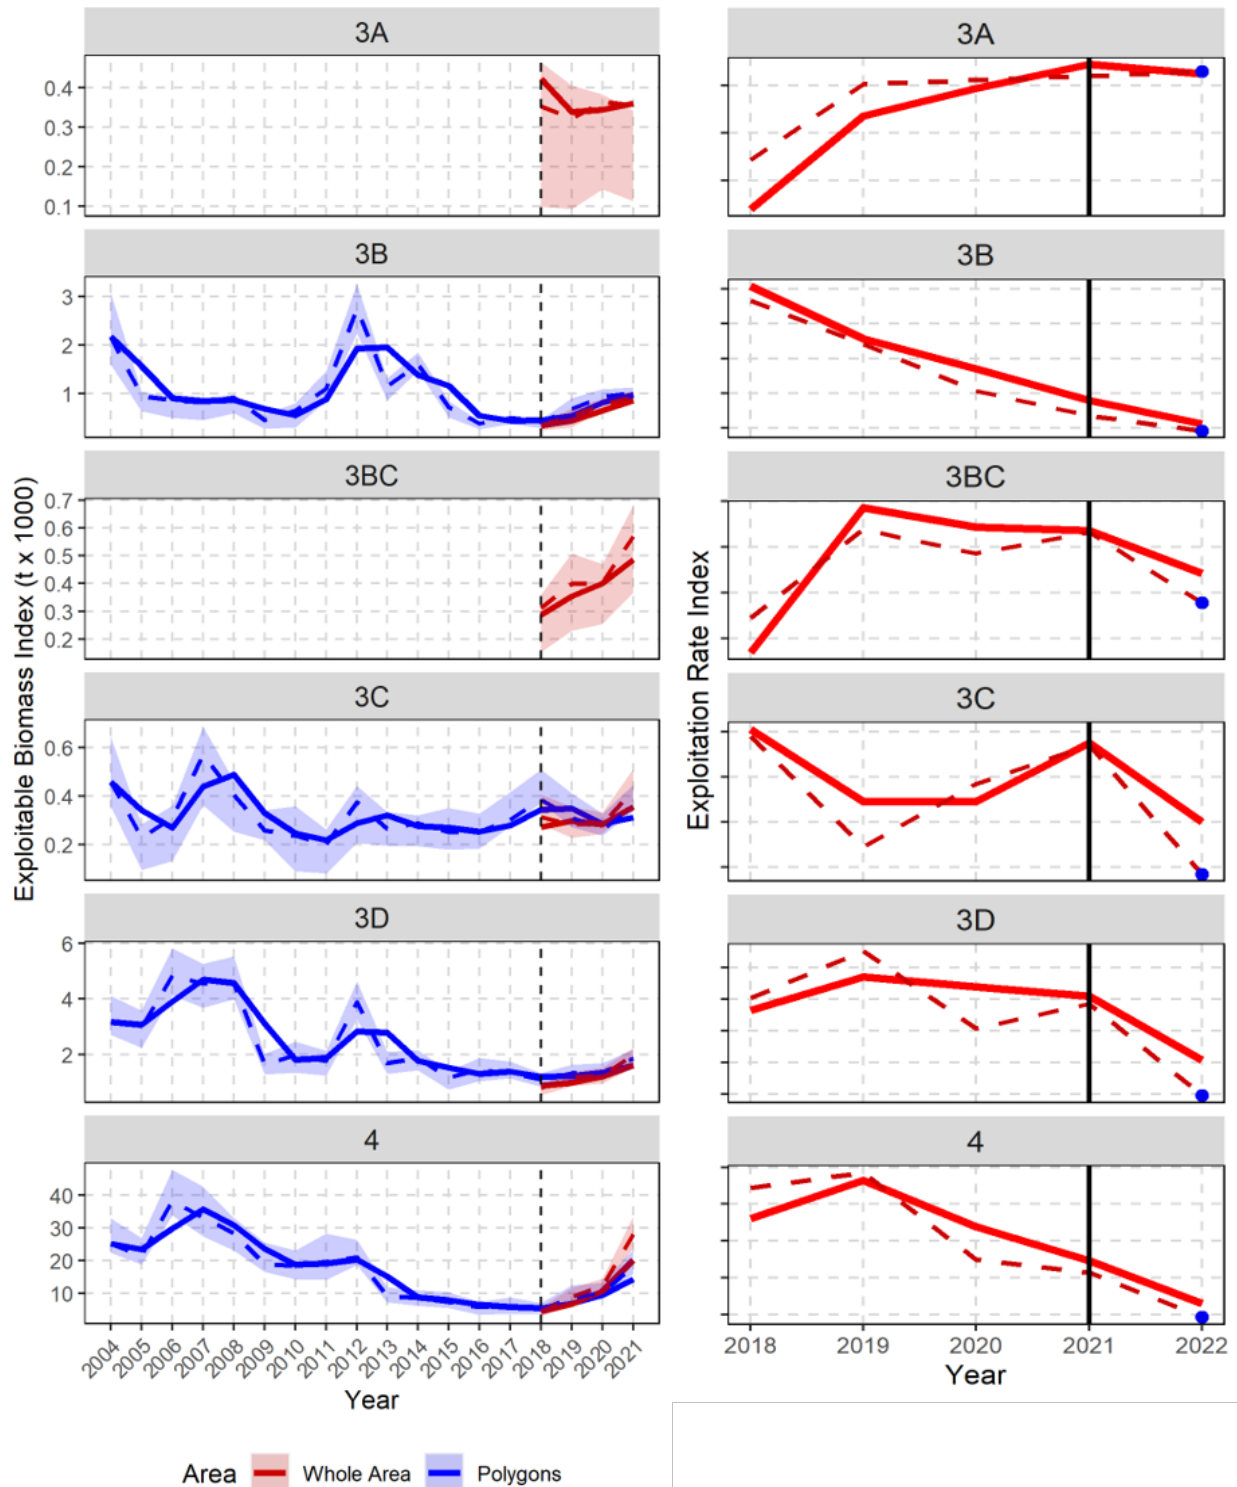 3A
0.4
0.3
0.2
0.1
3B
3
2
1
3BC
0.7
0.6
0.5
0.4
0.3
0.2
3C
0.6
0.4
0.2
3D
6
4
2
4
40
30
20
10
2004 2005 2006 2007 2008 2009 2010 2011 2012 2013 2014 2015 2016 2017 2018 2019 2020 2021
Year
Exploitable Biomass Index (t x 1000)
Area Whole Area Polygons
3A
3B
3BC
3C
3D
4
2018 2019 2020 2021 2022
Year
Exploitation Rate Index